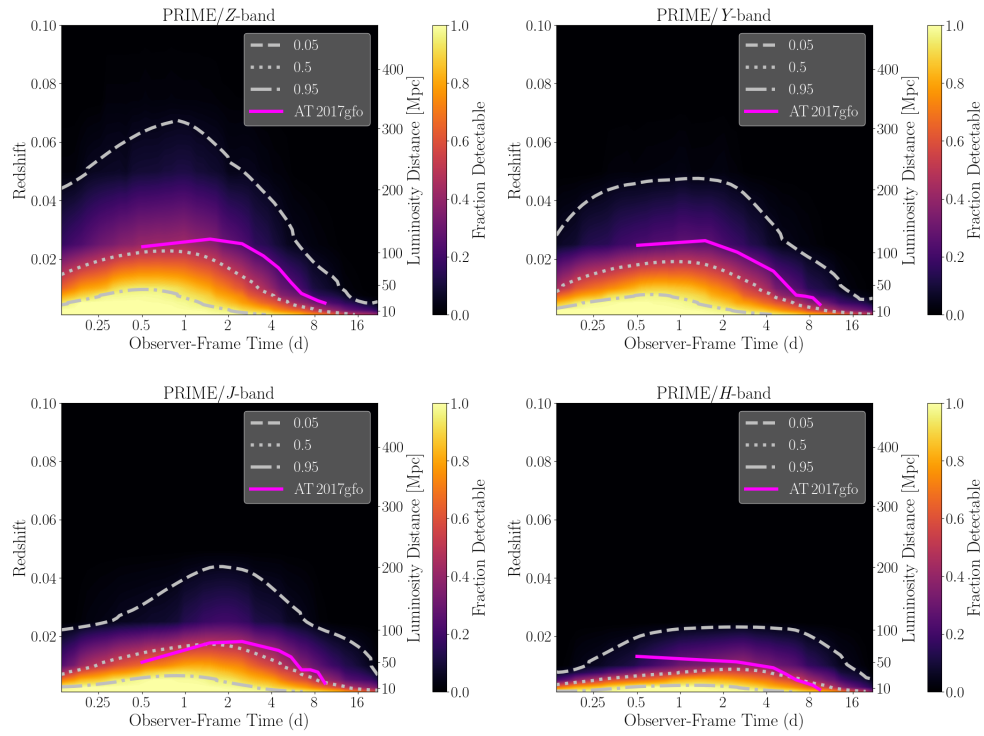 PRIME/Z-band
0.10
0.08
0.06
0.04
0.02
Redshift
0.25 0.5 1 2 4 8 16
Observer-Frame Time (d)
0.05
0.5
0.95
AT 2017gfo
400
300
200
100
50
10
Luminosity Distance [Mpc]
1.0
0.8
0.6
0.4
0.2
0.0
Fraction Detectable
PRIME/Y-band
0.10
0.08
0.06
0.04
0.02
Redshift
0.25 0.5 1 2 4 8 16
Observer-Frame Time (d)
0.05
0.5
0.95
AT 2017gfo
400
300
200
100
50
10
Luminosity Distance [Mpc]
1.0
0.8
0.6
0.4
0.2
0.0
Fraction Detectable
PRIME/J-band
0.10
0.08
0.06
0.04
0.02
Redshift
0.25 0.5 1 2 4 8 16
Observer-Frame Time (d)
0.05
0.5
0.95
AT 2017gfo
400
300
200
100
50
10
Luminosity Distance [Mpc]
1.0
0.8
0.6
0.4
0.2
0.0
Fraction Detectable
PRIME/H-band
0.10
0.08
0.06
0.04
0.02
Redshift
0.25 0.5 1 2 4 8 16
Observer-Frame Time (d)
0.05
0.5
0.95
AT 2017gfo
400
300
200
100
50
10
Luminosity Distance [Mpc]
1.0
0.8
0.6
0.4
0.2
0.0
Fraction Detectable